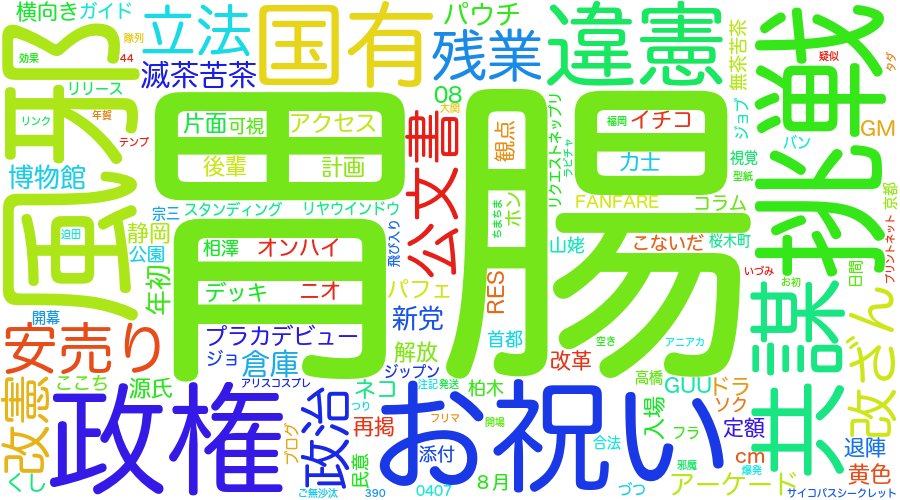 横向き
ガイド
立法
国有
パウチ
残業
違憲
隊列
効果
44
滅茶苦茶
無茶苦茶
疑似
タダ
挑戦
リリース
08
大関
年賀
リンク
テンプ
片面
可視
アクセス
公文書
観点
リクエストネップリ
ラビチャ
福岡
イチコ
ジョブ
GM
バン
博物館
後輩
計画
力士
視覚
型紙
胃腸
風邪
宗三
スタンディング
リヤウインドウ
ちまちま
ホン
FANFARE
コラム
京都
迫田
静岡
公園
相澤
オンハイ
飛び入り
山姥
こないだ
桜木町
プリントネット
年初
デッキ
ニオ
パフェ
RES
いづみ
お初
日間
共謀
改ざん
開幕
安売り
プラカデビュー
新党
首都
空き
アニアカ
ジョ
倉庫
解放
改革
ジップン
改憲
ここち
源氏
アリスコスプレ
ネコ
注記
発送
柏木
高橋
GUU
ドラ
政権
政治
つり
お祝い
フリマ
開場
入場
ソク
ブログ
再掲
フラ
定額
退陣
合法
くし
民意
添付
cm
邪魔
爆発
黄色
ご無沙汰
390
0407
8月
づつ
アーケード
サイコパスシークレット